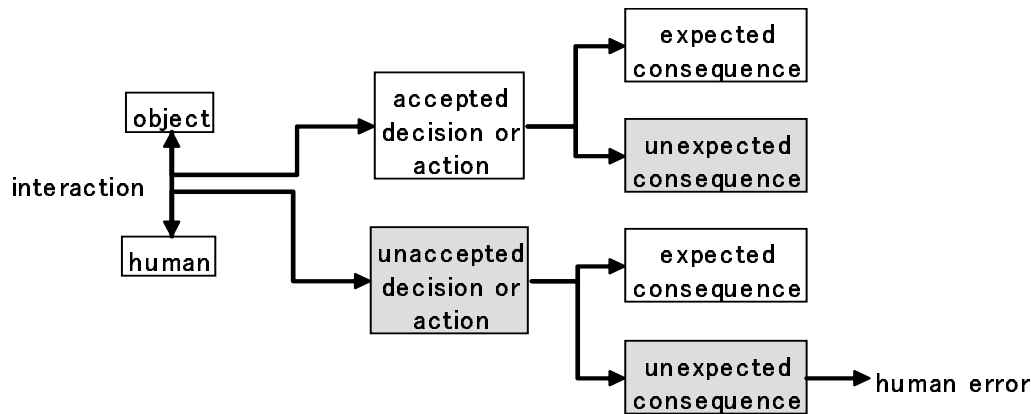 object
interaction
human
accepted
decision or
action
unaccepted
decision or
action
expected
consequence
unexpected
consequence
expected
consequence
unexpected
consequence
human error